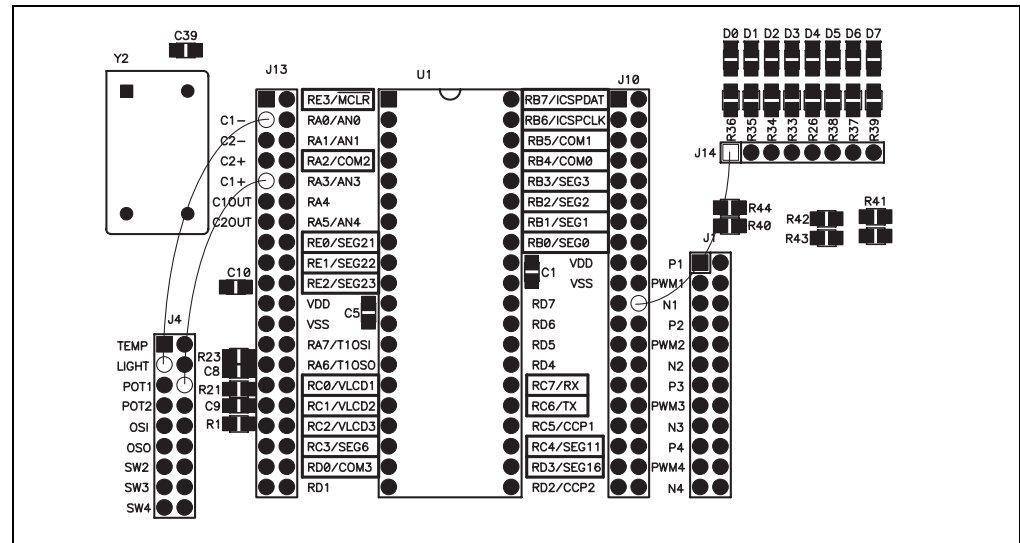 C39
Y2
J13
U1
J10
D0 D1 D2 D3 D4 D5 D6 D7
R36 R35 R34 R33 R26 R38 R37 R39
J14
C1-
C2-
C2+
C1+
C1OUT
C2OUT
RE3/MCLR
RA0/AN0
RA1/AN1
RA2/COM2
RA3/AN3
RA4
RA5/AN4
RE0/SEG21
RE1/SEG22
RE2/SEG23
VDD
VSS
RA7/T1OSI
RA6/T1OSO
RC0/VLCD1
RC1/VLCD2
RC2/VLCD3
RC3/SEG6
RD0/COM3
RD1
C10
C5
R23
C8
R21
C9
R1
J4
TEMP
LIGHT
POT1
POT2
OSI
OSO
SW2
SW3
SW4
RB7/ICSPDAT
RB6/ICSPCLK
RB5/COM1
RB4/COM0
RB3/SEG3
RB2/SEG2
RB1/SEG1
RB0/SEG0
C1
VDD
VSS
RD7
RD6
RD5
RD4
RC7/RX
RC6/TX
RC5/CCP1
RC4/SEG11
RD3/SEG16
RD2/CCP2
R44
R40
R42
R43
R41
J1
P1
PWM1
N1
P2
PWM2
N2
P3
PWM3
N3
P4
PWM4
N4